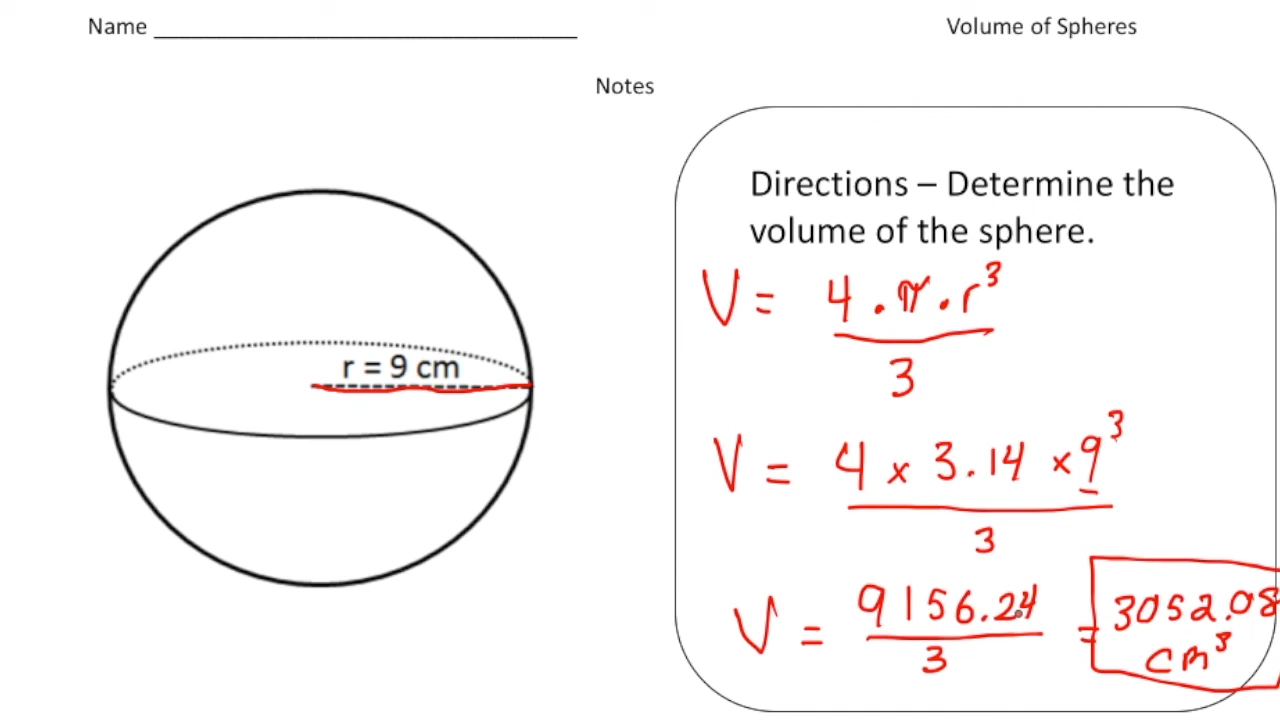 Name ________________________________
Volume of Spheres
Notes
r = 9 cm
Directions – Determine the
volume of the sphere.
V = 4 . π . r³
3
V = 4 x 3.14 x 9³
3
V = 9156.24 = 3052.08
3 cm³